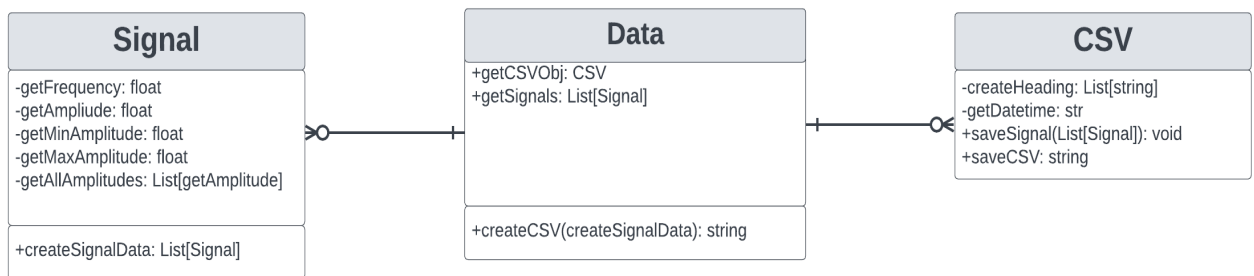 Signal
-getFrequency: float
-getAmpliude: float
-getMinAmplitude: float
-getMaxAmplitude: float
-getAllAmplitudes: List[getAmplitude]
+createSignalData: List[Signal]
Data
+getCSVObj: CSV
+getSignals: List[Signal]
+createCSV(createSignalData): string
CSV
-createHeading: List[string]
-getDatetime: str
+saveSignal(List[Signal]): void
+saveCSV: string